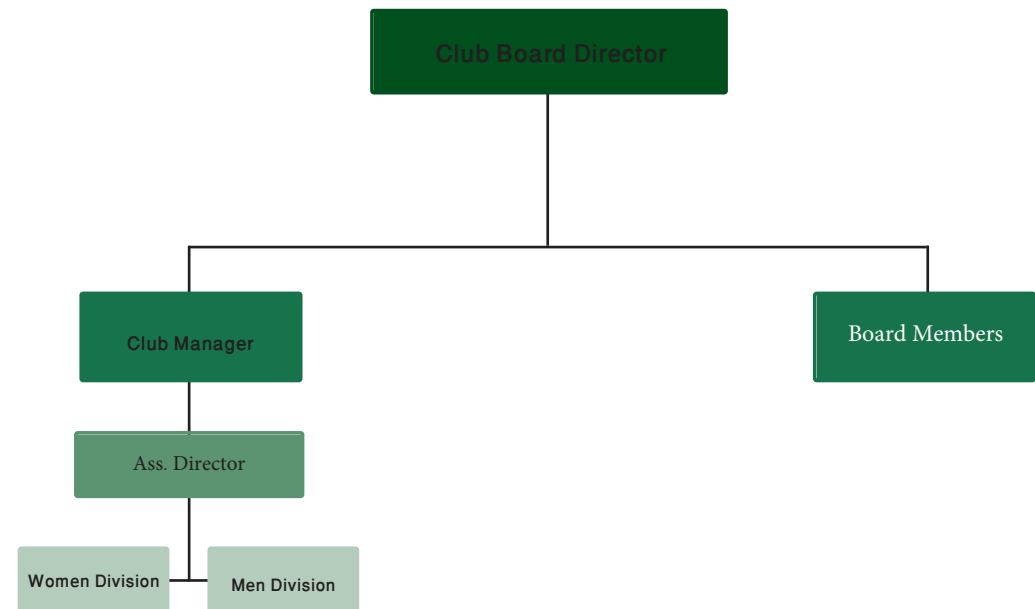 Club Board Director
Club Manager
Board Members
Ass. Director
Women Division
Men Division